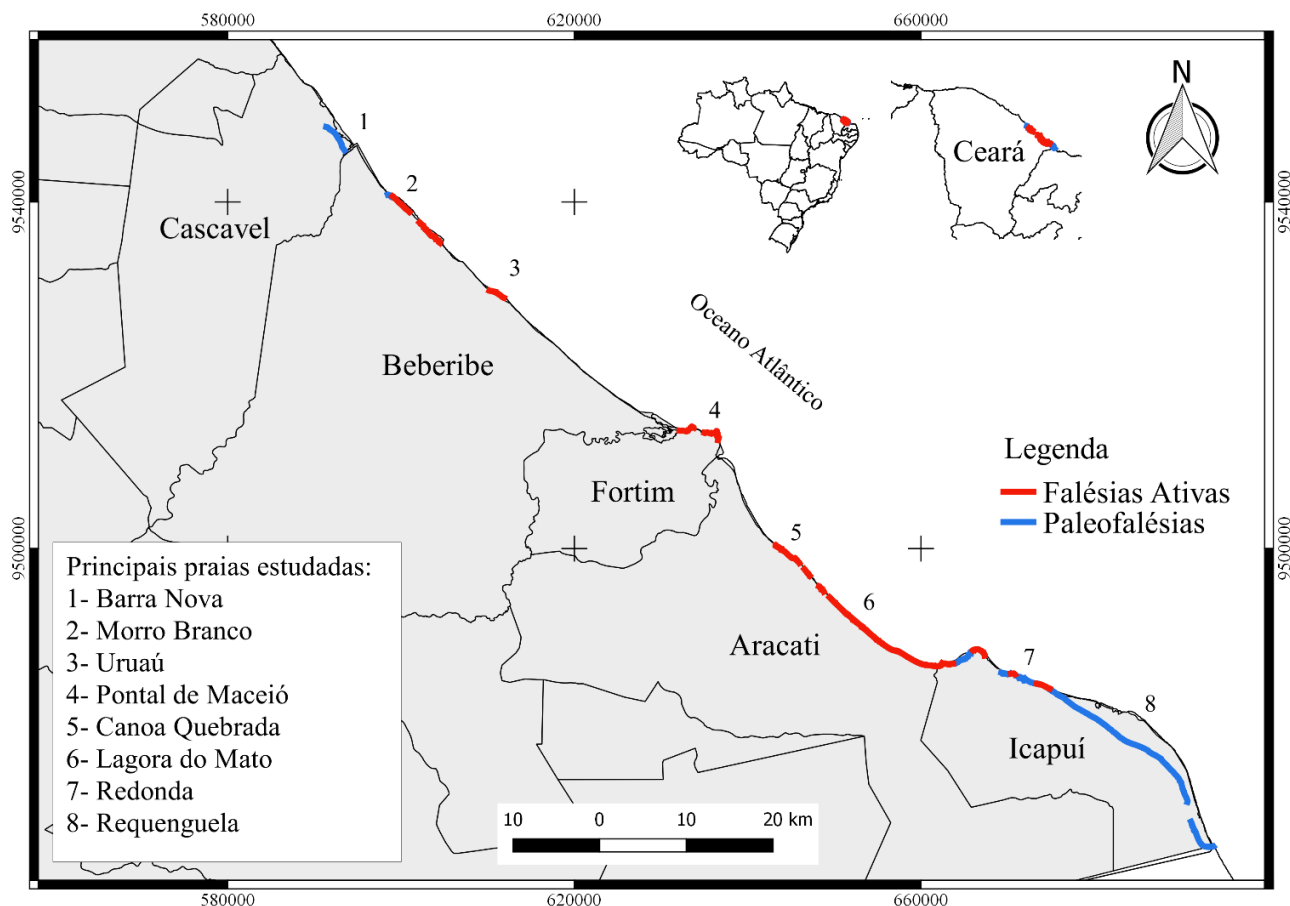 580000
620000
660000
N
1
Ceará
9540000
2
9540000
Cascavel
3
Oceano Atlântico
Beberibe
4
Legenda
Fortim
Falésias Ativas
Paleofalésias
5
9500000
9500000
Principais praias estudadas:
1- Barra Nova
2- Morro Branco
3- Uruaú
4- Pontal de Maceió
5- Canoa Quebrada
6- Lagora do Mato
7- Redonda
8- Requenguela
6
Aracati
7
8
Icapuí
10 0 10 20 km
580000
620000
660000